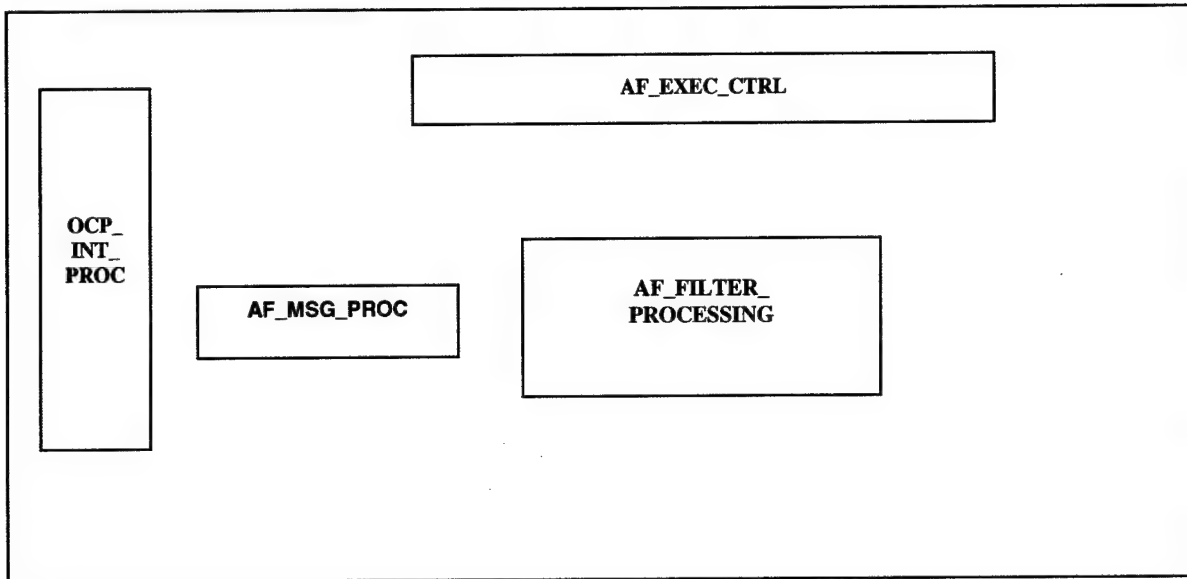 AF_EXEC_CTRL
OCP_
INT_
PROC
AF_MSG_PROC
AF_FILTER_
PROCESSING